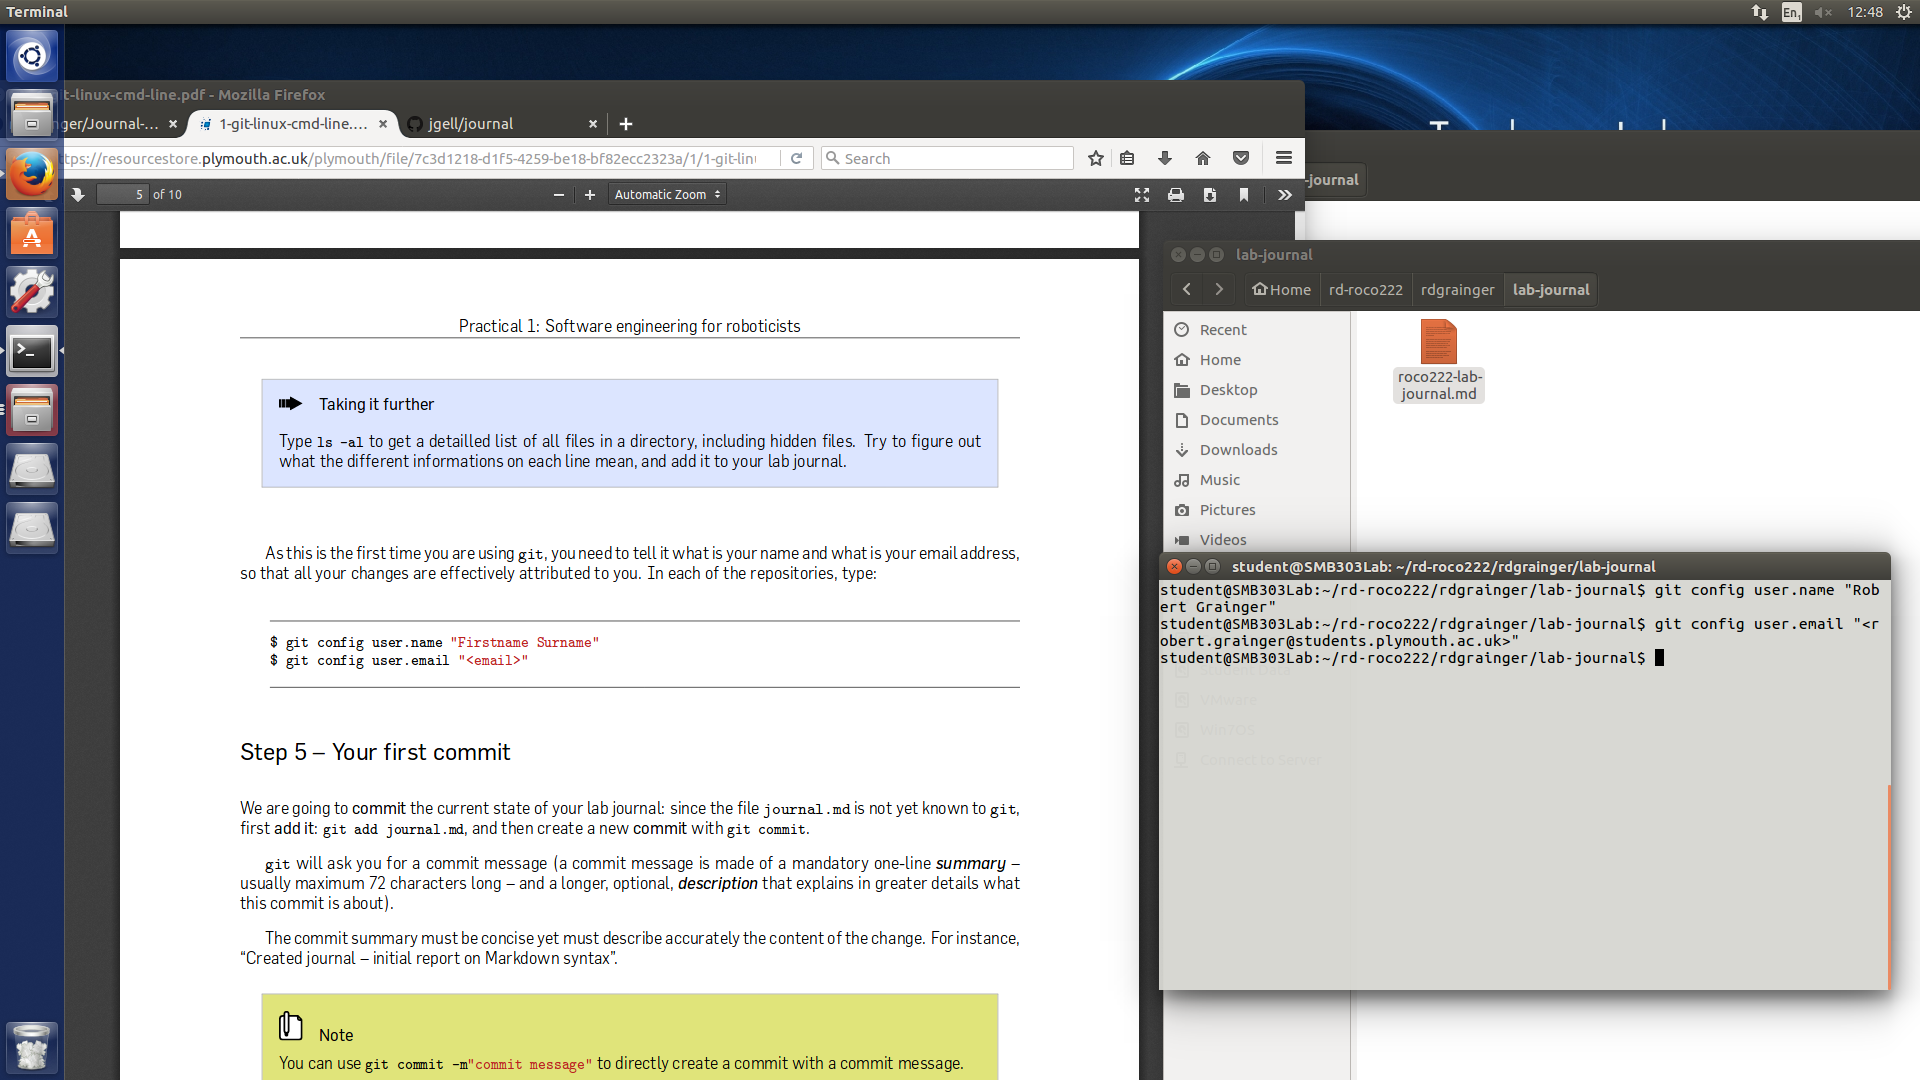 Terminal
En1
12:48
t-linux-cmd-line.pdf - Mozilla Firefox
nger/Journal-...
1-git-linux-cmd-line....
jgell/journal
ttps://resourcestore.plymouth.ac.uk/plymouth/file/7c3d1218-d1f5-4259-be18-bf82ecc2323a/1/1-git-lin
Search
5 of 10
Automatic Zoom
-journal
Practical 1: Software engineering for roboticists
Taking it further
Type ls -al to get a detailled list of all files in a directory, including hidden files. Try to figure out
what the different informations on each line mean, and add it to your lab journal.
As this is the first time you are using git, you need to tell it what is your name and what is your email address,
so that all your changes are effectively attributed to you. In each of the repositories, type:
$ git config user.name "Firstname Surname"
$ git config user.email "<email>"
Step 5 – Your first commit
We are going to commit the current state of your lab journal: since the file journal.md is not yet known to git,
first add it: git add journal.md, and then create a new commit with git commit.
git will ask you for a commit message (a commit message is made of a mandatory one-line summary –
usually maximum 72 characters long – and a longer, optional, description that explains in greater details what
this commit is about).
The commit summary must be concise yet must describe accurately the content of the change. For instance,
“Created journal – initial report on Markdown syntax”.
Note
You can use git commit -m"commit message" to directly create a commit with a commit message.
lab-journal
Home
rd-roco222
rdgrainger
lab-journal
Recent
Home
Desktop
Documents
Downloads
Music
Pictures
Videos
roco222-lab-
journal.md
student@SMB303Lab: ~/rd-roco222/rdgrainger/lab-journal
student@SMB303Lab:~/rd-roco222/rdgrainger/lab-journal$ git config user.name "Rob
ert Grainger"
student@SMB303Lab:~/rd-roco222/rdgrainger/lab-journal$ git config user.email "<r
obert.grainger@students.plymouth.ac.uk>"
student@SMB303Lab:~/rd-roco222/rdgrainger/lab-journal$
VMware
Win7OS
Connect to Server